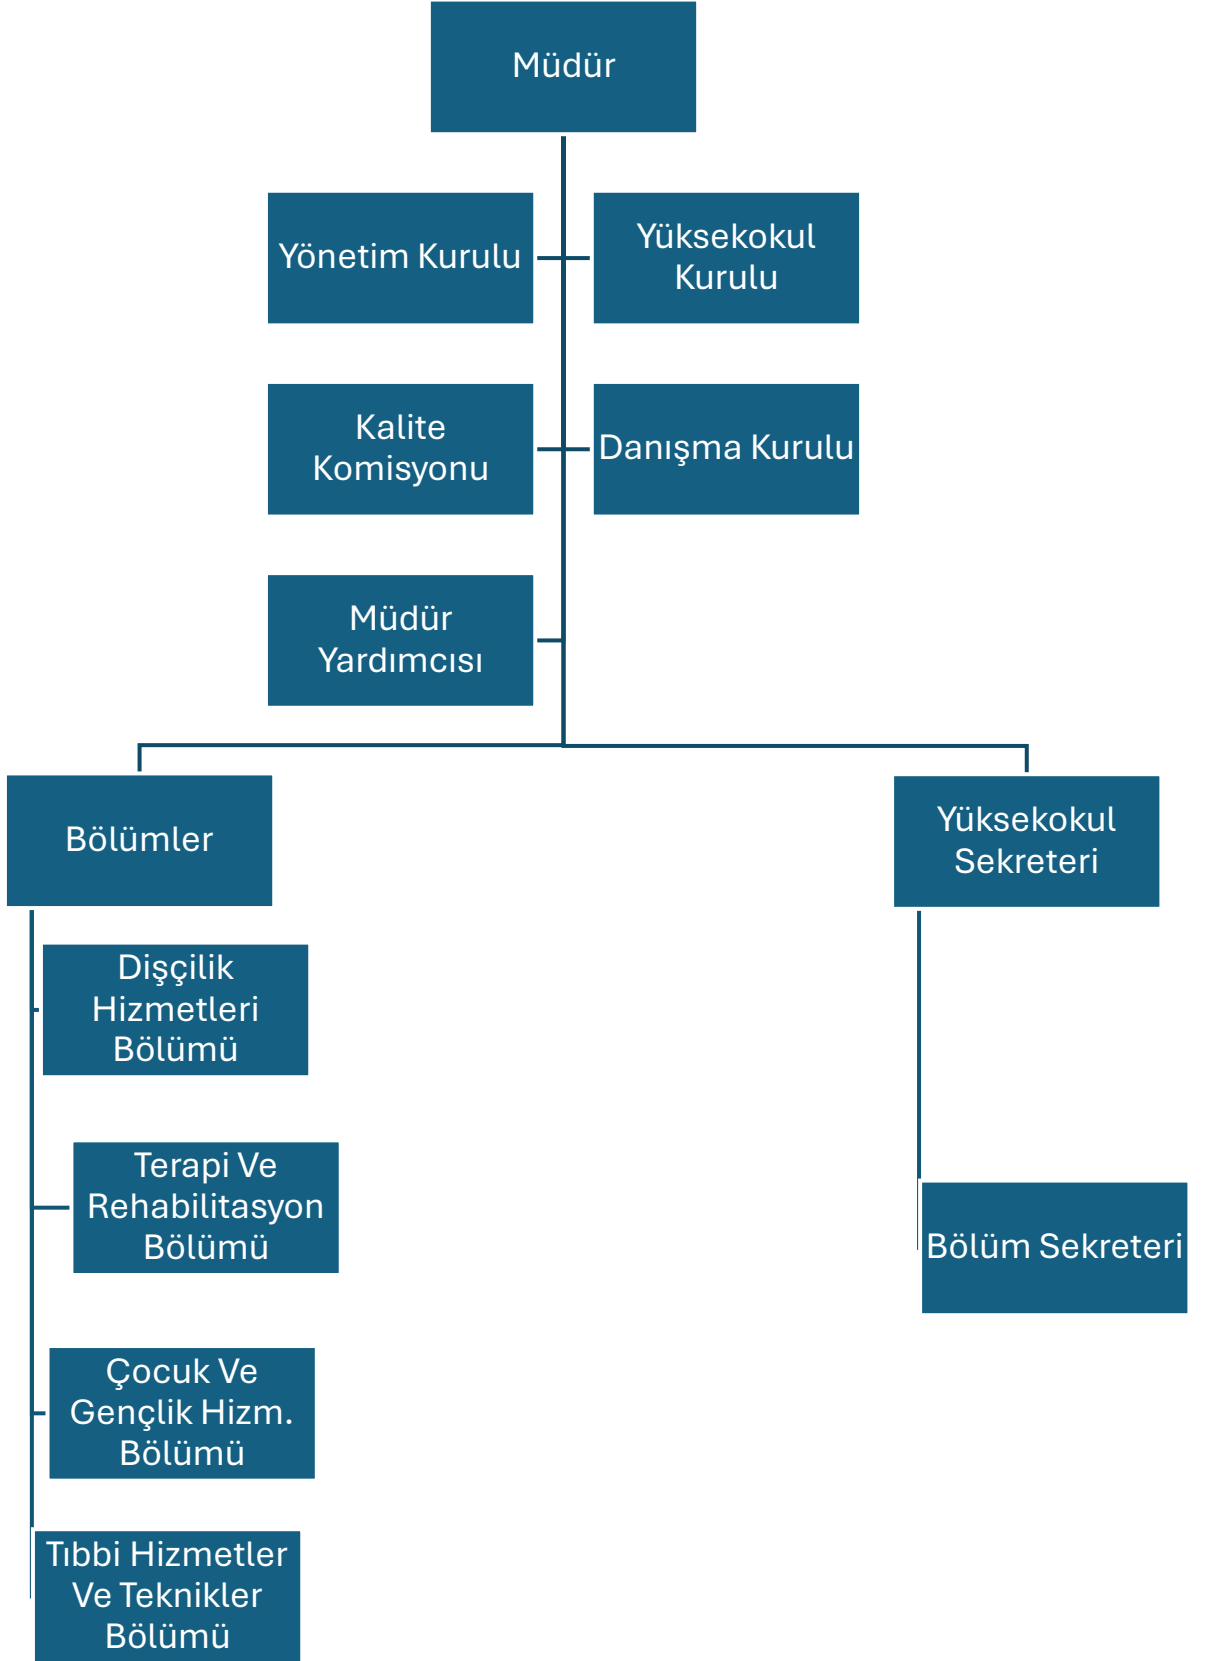 Müdür
Yönetim Kurulu
Yüksekokul
Kurulu
Kalite
Komisyonu
Danışma Kurulu
Müdür
Yardımcısı
Bölümler
Yüksekokul
Sekreteri
Dişçilik
Hizmetleri
Bölümü
Terapi Ve
Rehabilitasyon
Bölümü
Bölüm Sekreteri
Çocuk Ve
Gençlik Hizm.
Bölümü
Tıbbi Hizmetler
Ve Teknikler
Bölümü